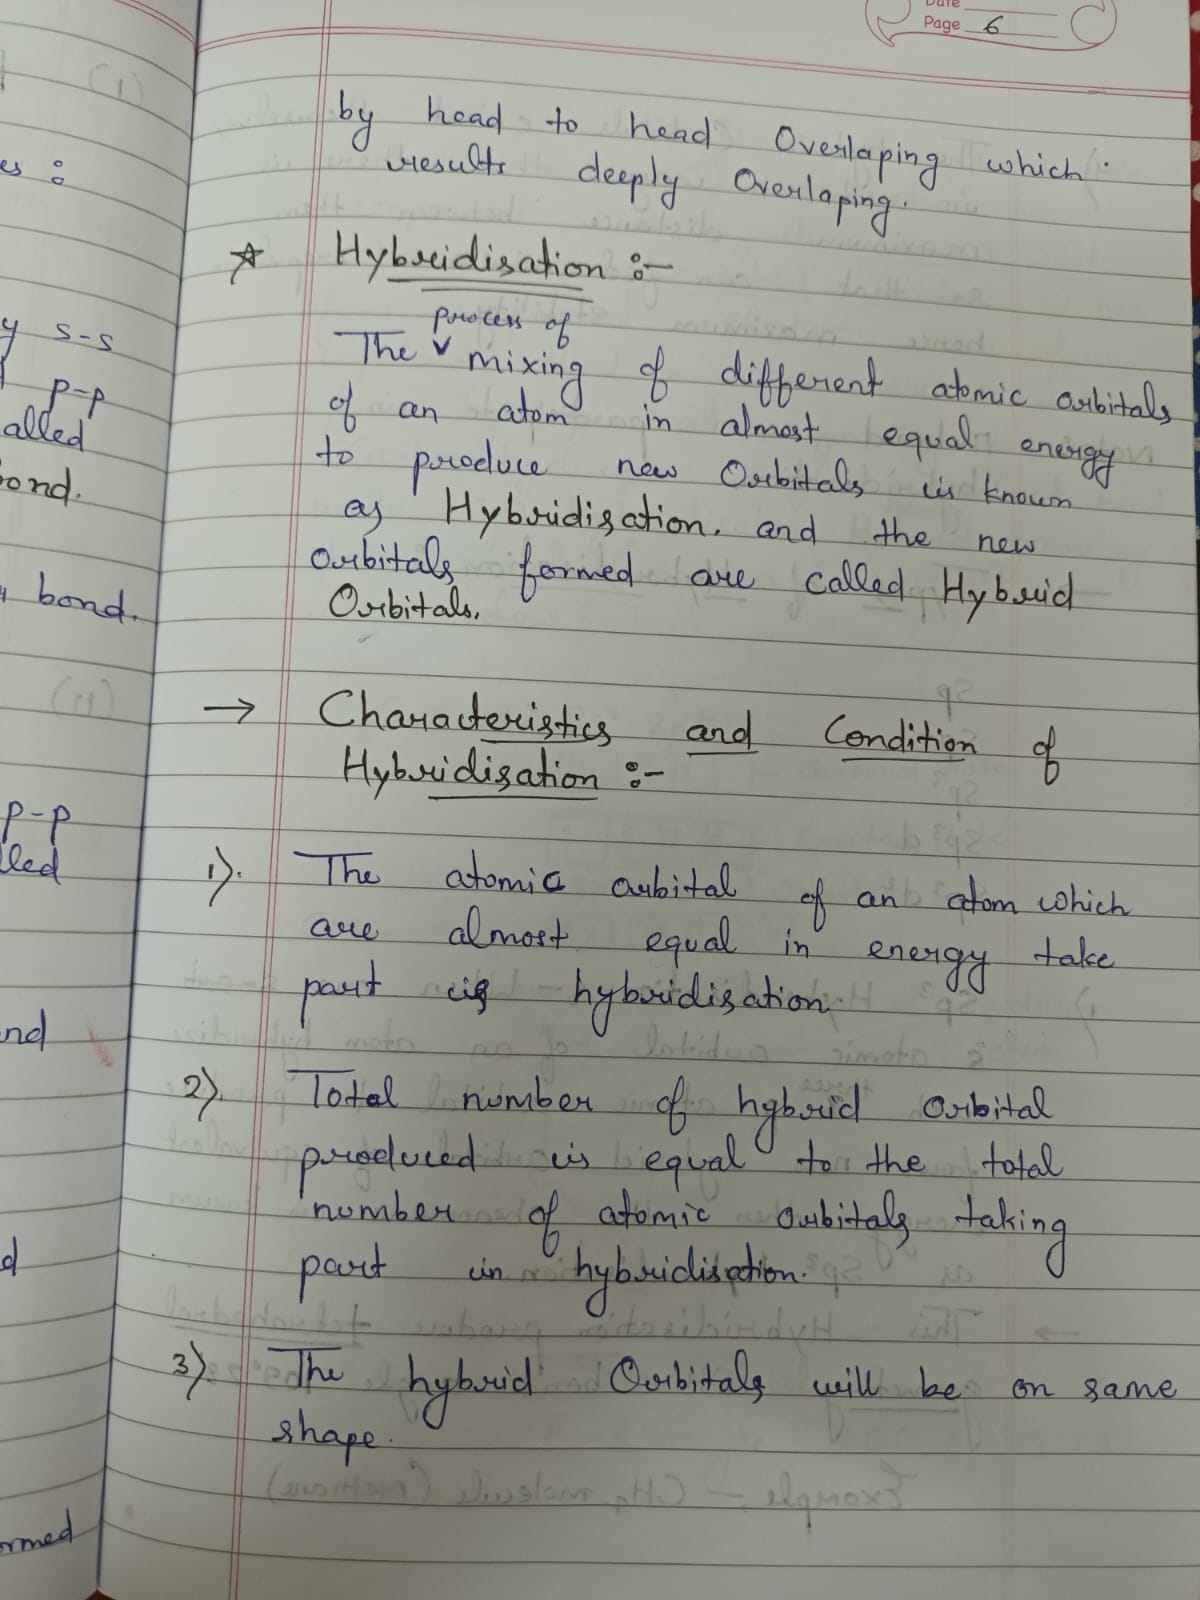 Date
Page 6
by head to head Overlaping which
results deeply Overlaping.
Hybridisation :-
process of
The mixing of different atomic orbitals
of an atom in almost equal energy
to produce new Orbitals is known
as Hybridisation. and the new
orbitals formed are called Hybrid
Orbitals.
→ Characteristics and Condition of
Hybridisation :-
1). The atomic orbital of an atom which
are almost equal in energy take
part is hybridisation.
2). Total number of hybrid orbital
produced is equal to the total
number of atomic orbitals taking
part in hybridisation.
3). The hybrid Orbitals will be on same
shape.
es :
y s-s
p-p
alled
ond.
bond.
p-p
lled
nd
d
ormed